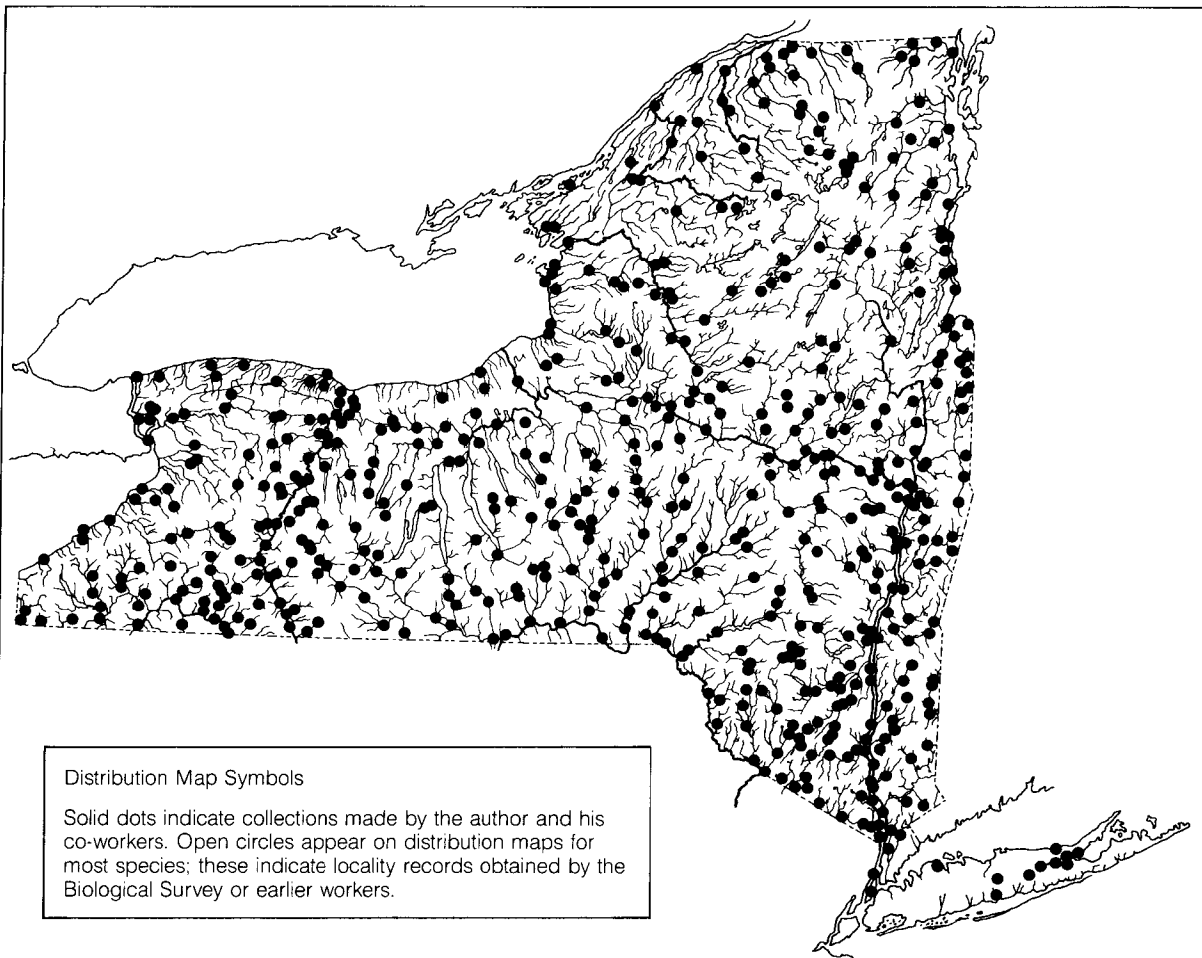 Distribution Map Symbols
Solid dots indicate collections made by the author and his
co-workers. Open circles appear on distribution maps for
most species; these indicate locality records obtained by the
Biological Survey or earlier workers.